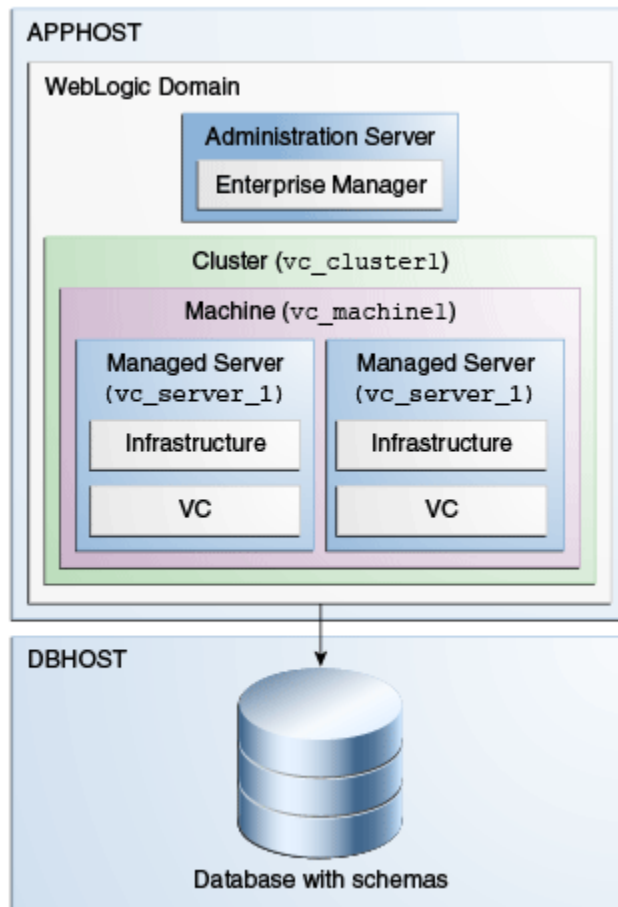 APPHOST
WebLogic Domain
Administration Server
Enterprise Manager
Cluster (vc_cluster1)
Machine (vc_machine1)
Managed Server
(vc_server_1)
Infrastructure
VC
Managed Server
(vc_server_1)
Infrastructure
VC
DBHOST
Database with schemas